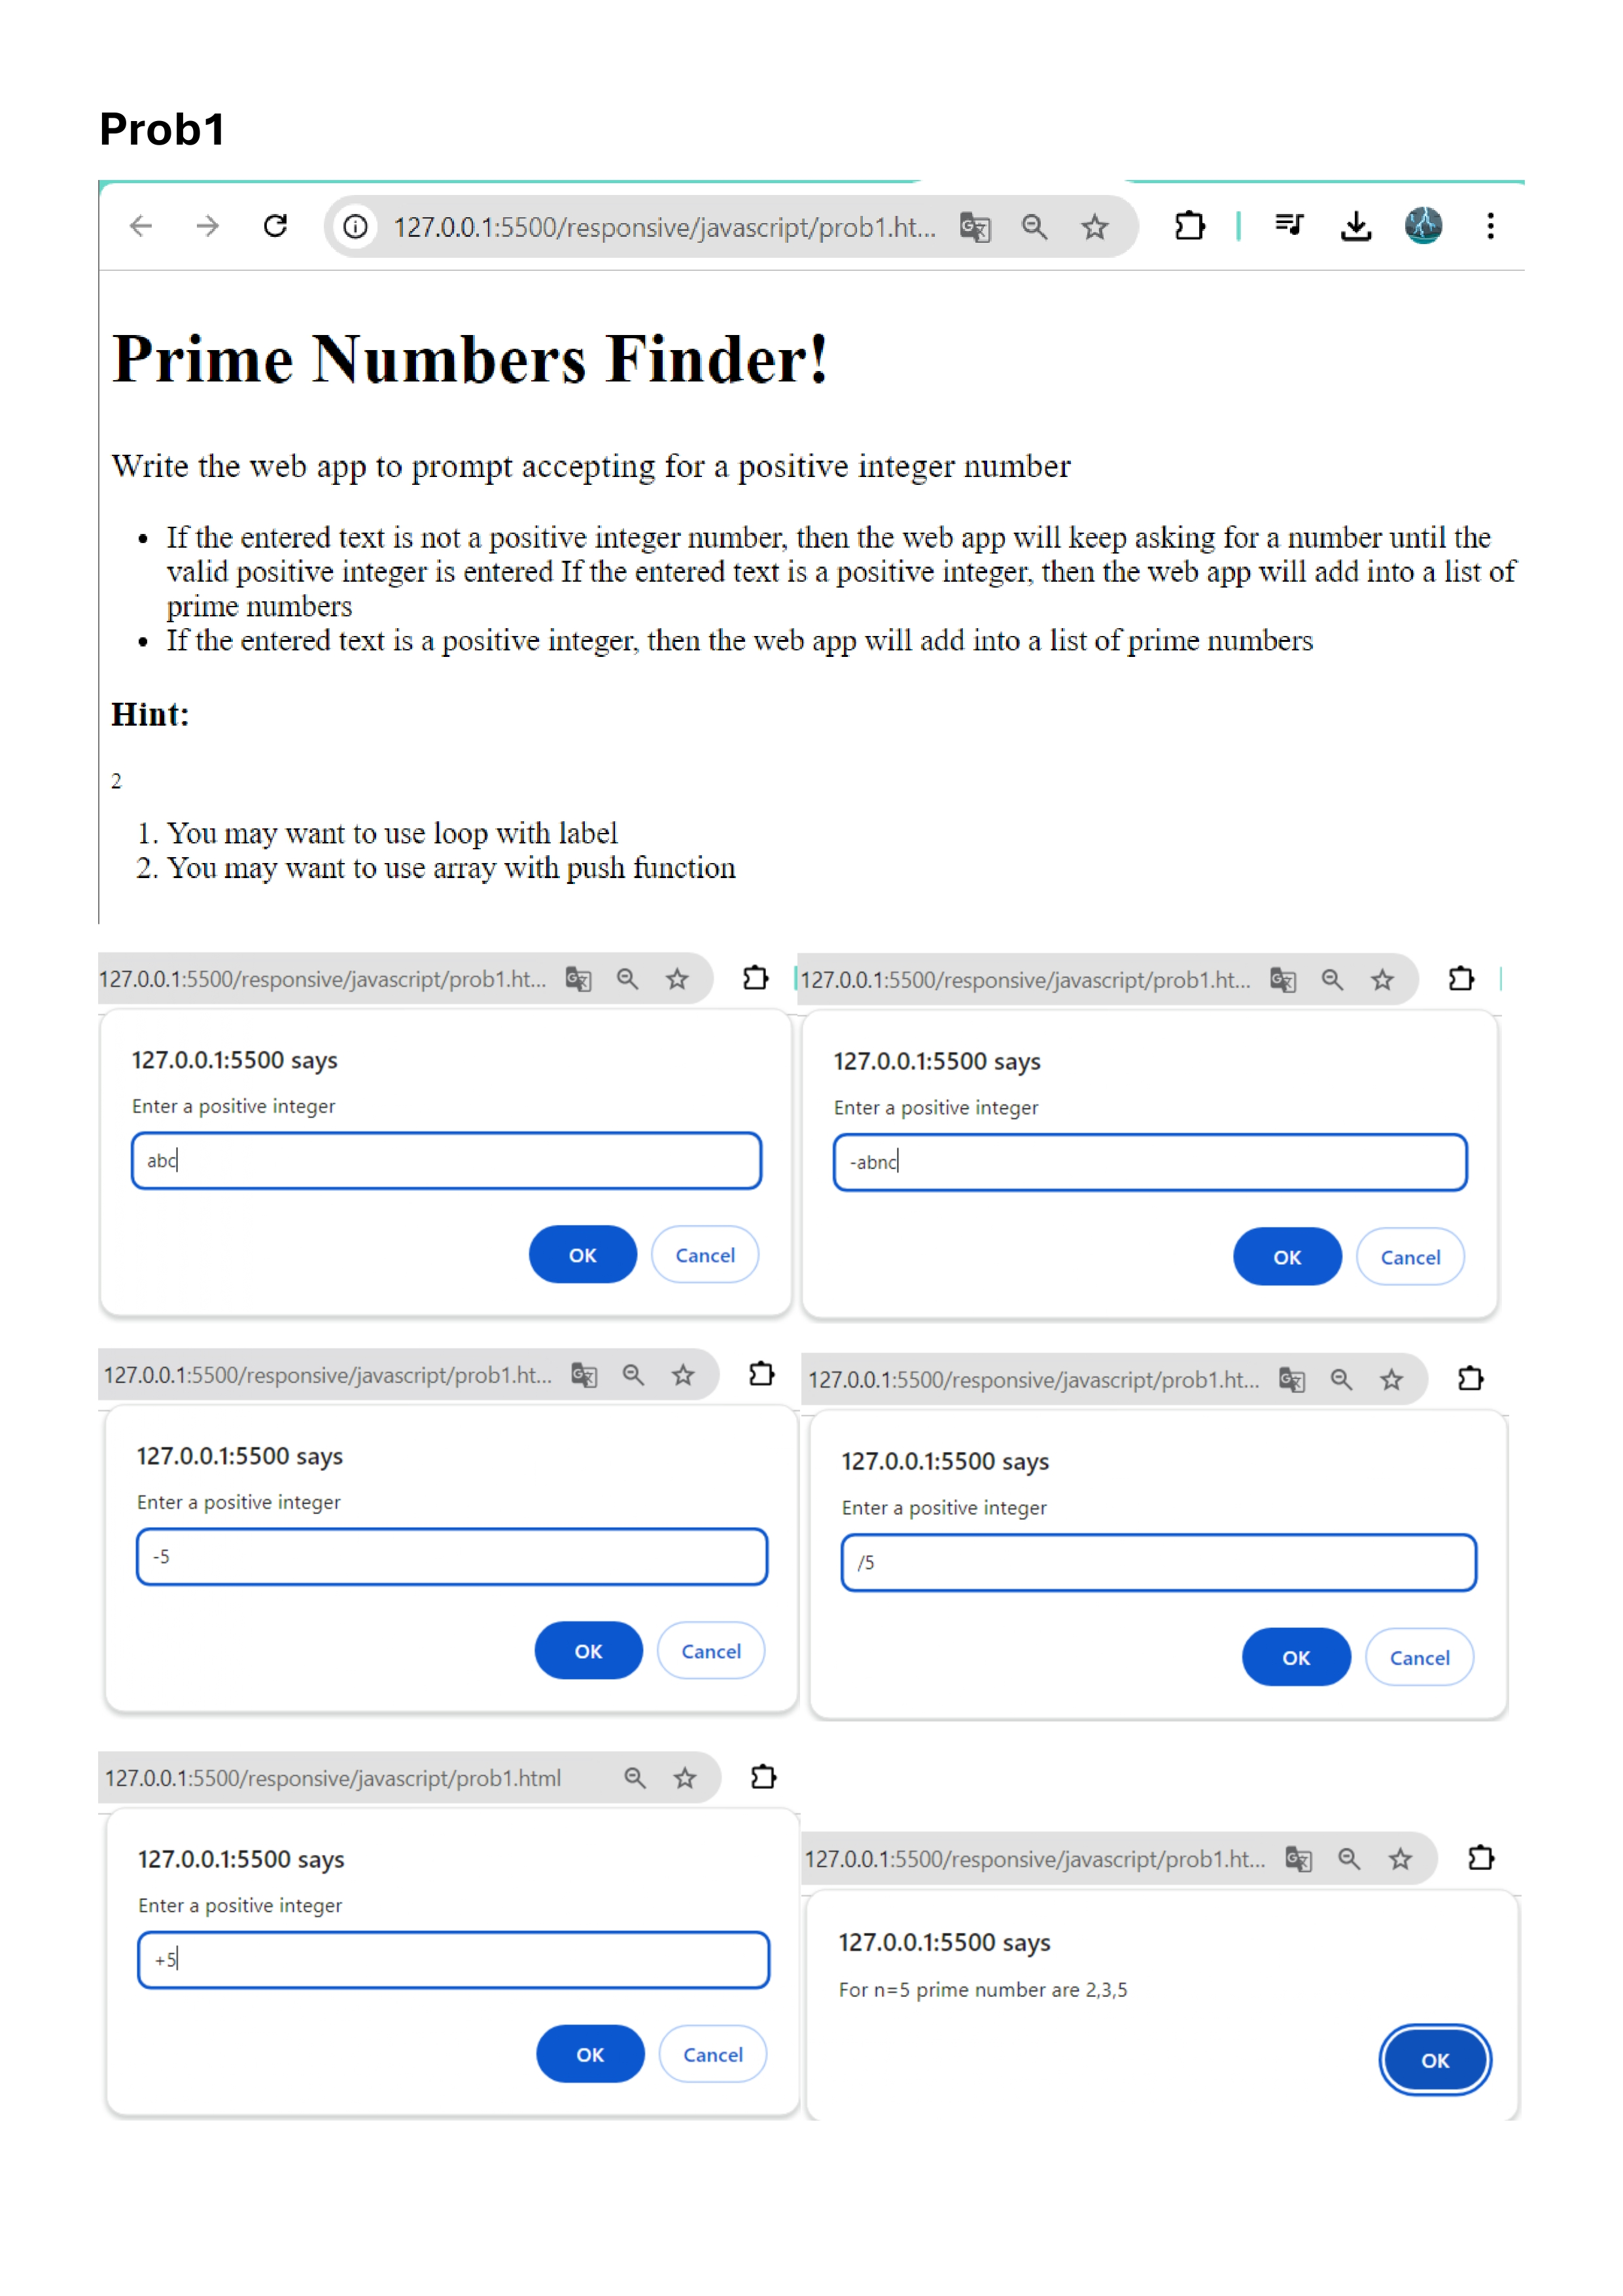 Prob1
127.0.0.1:5500/responsive/javascript/prob1.ht...
Prime Numbers Finder!
Write the web app to prompt accepting for a positive integer number
• If the entered text is not a positive integer number, then the web app will keep asking for a number until the
valid positive integer is entered If the entered text is a positive integer, then the web app will add into a list of
prime numbers
• If the entered text is a positive integer, then the web app will add into a list of prime numbers
Hint:
2
1. You may want to use loop with label
2. You may want to use array with push function
127.0.0.1:5500/responsive/javascript/prob1.ht...
127.0.0.1:5500 says
Enter a positive integer
abc
OK Cancel
127.0.0.1:5500/responsive/javascript/prob1.ht...
127.0.0.1:5500 says
Enter a positive integer
-abnc
OK Cancel
127.0.0.1:5500/responsive/javascript/prob1.ht...
127.0.0.1:5500 says
Enter a positive integer
-5
OK Cancel
127.0.0.1:5500/responsive/javascript/prob1.ht...
127.0.0.1:5500 says
Enter a positive integer
/5
OK Cancel
127.0.0.1:5500/responsive/javascript/prob1.html
127.0.0.1:5500 says
Enter a positive integer
+5
OK Cancel
127.0.0.1:5500/responsive/javascript/prob1.ht...
127.0.0.1:5500 says
For n=5 prime number are 2,3,5
OK